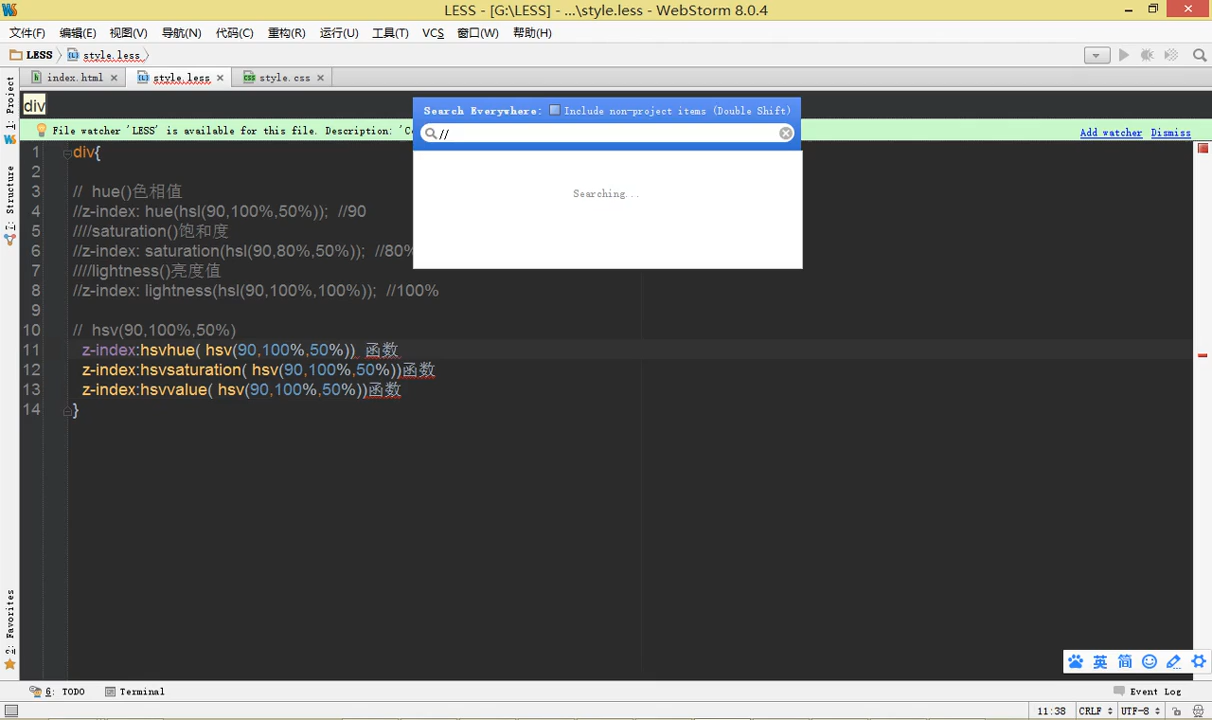 LESS - [G:\LESS] - ...\style.less - WebStorm 8.0.4
文件(F) 编辑(E) 视图(V) 导航(N) 代码(C) 重构(R) 运行(U) 工具(T) VCS 窗口(W) 帮助(H)
LESS style.less
index.html style.less style.css
1: Project
2: Structure
2: Favorites
div
Search Everywhere: Include non-project items (Double Shift)
//
Searching...
File watcher 'LESS' is available for this file. Description: 'Co
Add watcher Dismiss
1 div{
2
3 // hue()色相值
4 //z-index: hue(hsl(90,100%,50%)); //90
5 ////saturation()饱和度
6 //z-index: saturation(hsl(90,80%,50%)); //80%
7 ////lightness()亮度值
8 //z-index: lightness(hsl(90,100%,100%)); //100%
9
10 // hsv(90,100%,50%)
11 z-index:hsvhue( hsv(90,100%,50%)) 函数
12 z-index:hsvsaturation( hsv(90,100%,50%))函数
13 z-index:hsvvalue( hsv(90,100%,50%))函数
14 }
英 简
6: TODO Terminal Event Log
11:38 CRLF UTF-8